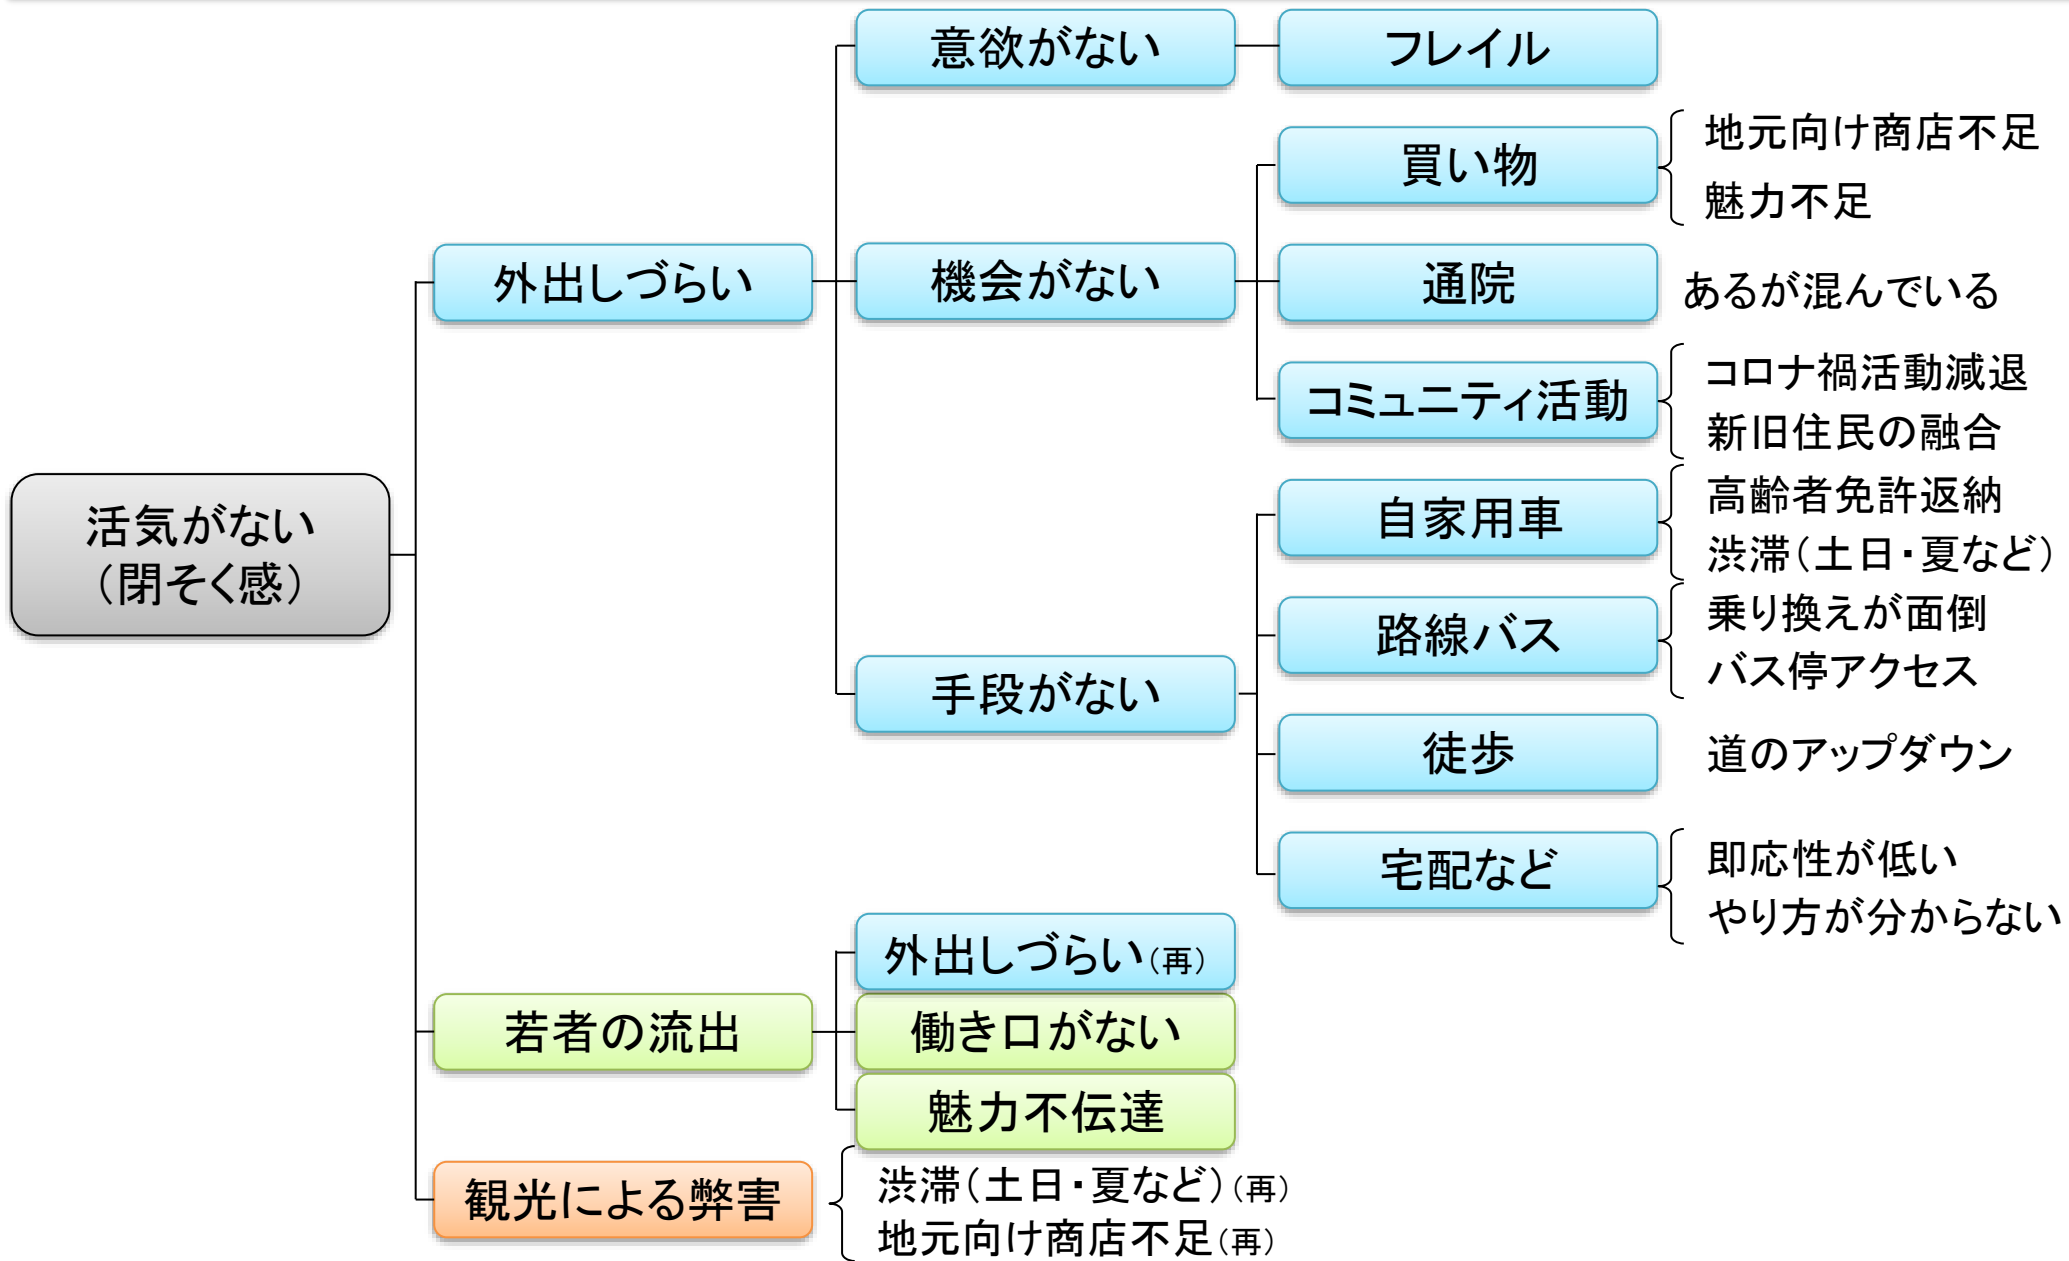 活気がない
（閉そく感）
外出しづらい
意欲がない
フレイル
機会がない
買い物
地元向け商店不足
魅力不足
通院
あるが混んでいる
コミュニティ活動
コロナ禍活動減退
新旧住民の融合
手段がない
自家用車
高齢者免許返納
渋滞（土日・夏など）
路線バス
乗り換えが面倒
バス停アクセス
徒歩
道のアップダウン
宅配など
即応性が低い
やり方が分からない
若者の流出
外出しづらい（再）
働き口がない
魅力不伝達
観光による弊害
渋滞（土日・夏など）（再）
地元向け商店不足（再）